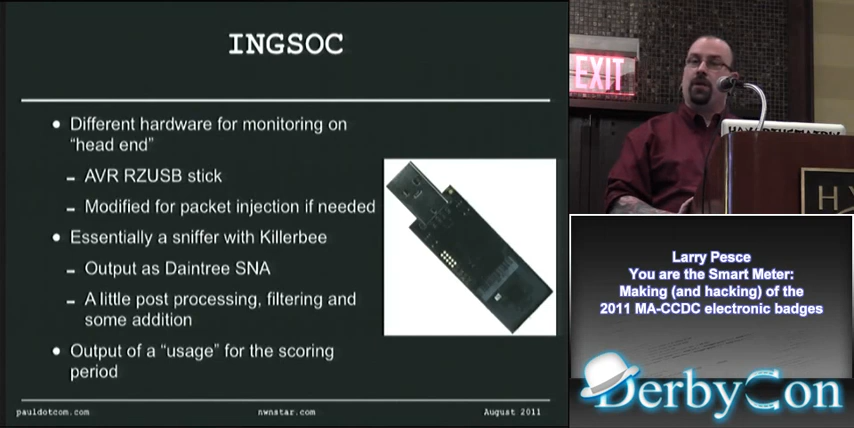 INGSOC
• Different hardware for monitoring on
"head end"
– AVR RZUSB stick
– Modified for packet injection if needed
• Essentially a sniffer with Killerbee
– Output as Daintree SNA
– A little post processing, filtering and
some addition
• Output of a "usage" for the scoring
period
pauldotcom.com
nwnstar.com
August 2011
EXIT
HY
Larry Pesce
You are the Smart Meter:
Making (and hacking) of the
2011 MA-CCDC electronic badges
DerbyCon